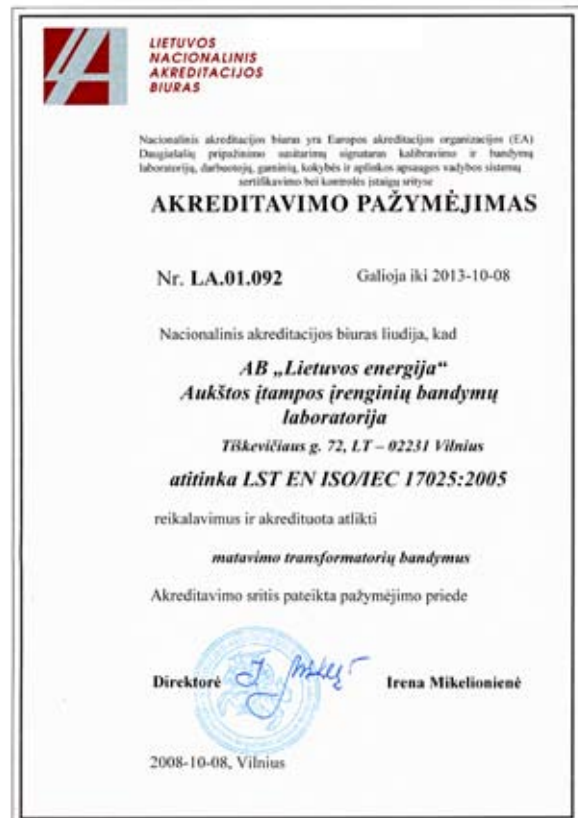 LIETUVOS
NACIONALINIS
AKREDITACIJOS
BIURAS
Nacionalinis akreditacijos biuras yra Europos akreditacijos organizacijos (EA)
Daugiašalių pripažinimo susitarimų signataras kalibravimo ir bandymų
laboratorijų, darbuotojų, gaminių, kokybės ir aplinkos apsaugos vadybos sistemų
sertifikavimo bei kontrolės įstaigų srityse
AKREDITAVIMO PAŽYMĖJIMAS
Nr. LA.01.092 Galioja iki 2013-10-08
Nacionalinis akreditacijos biuras liudija, kad
AB „Lietuvos energija“
Aukštos įtampos įrenginių bandymų
laboratorija
Tiškevičiaus g. 72, LT – 02231 Vilnius
atitinka LST EN ISO/IEC 17025:2005
reikalavimus ir akredituota atlikti
matavimo transformatorių bandymus
Akreditavimo sritis pateikta pažymėjimo priede
Direktorė Irena Mikelionienė
2008-10-08, Vilnius